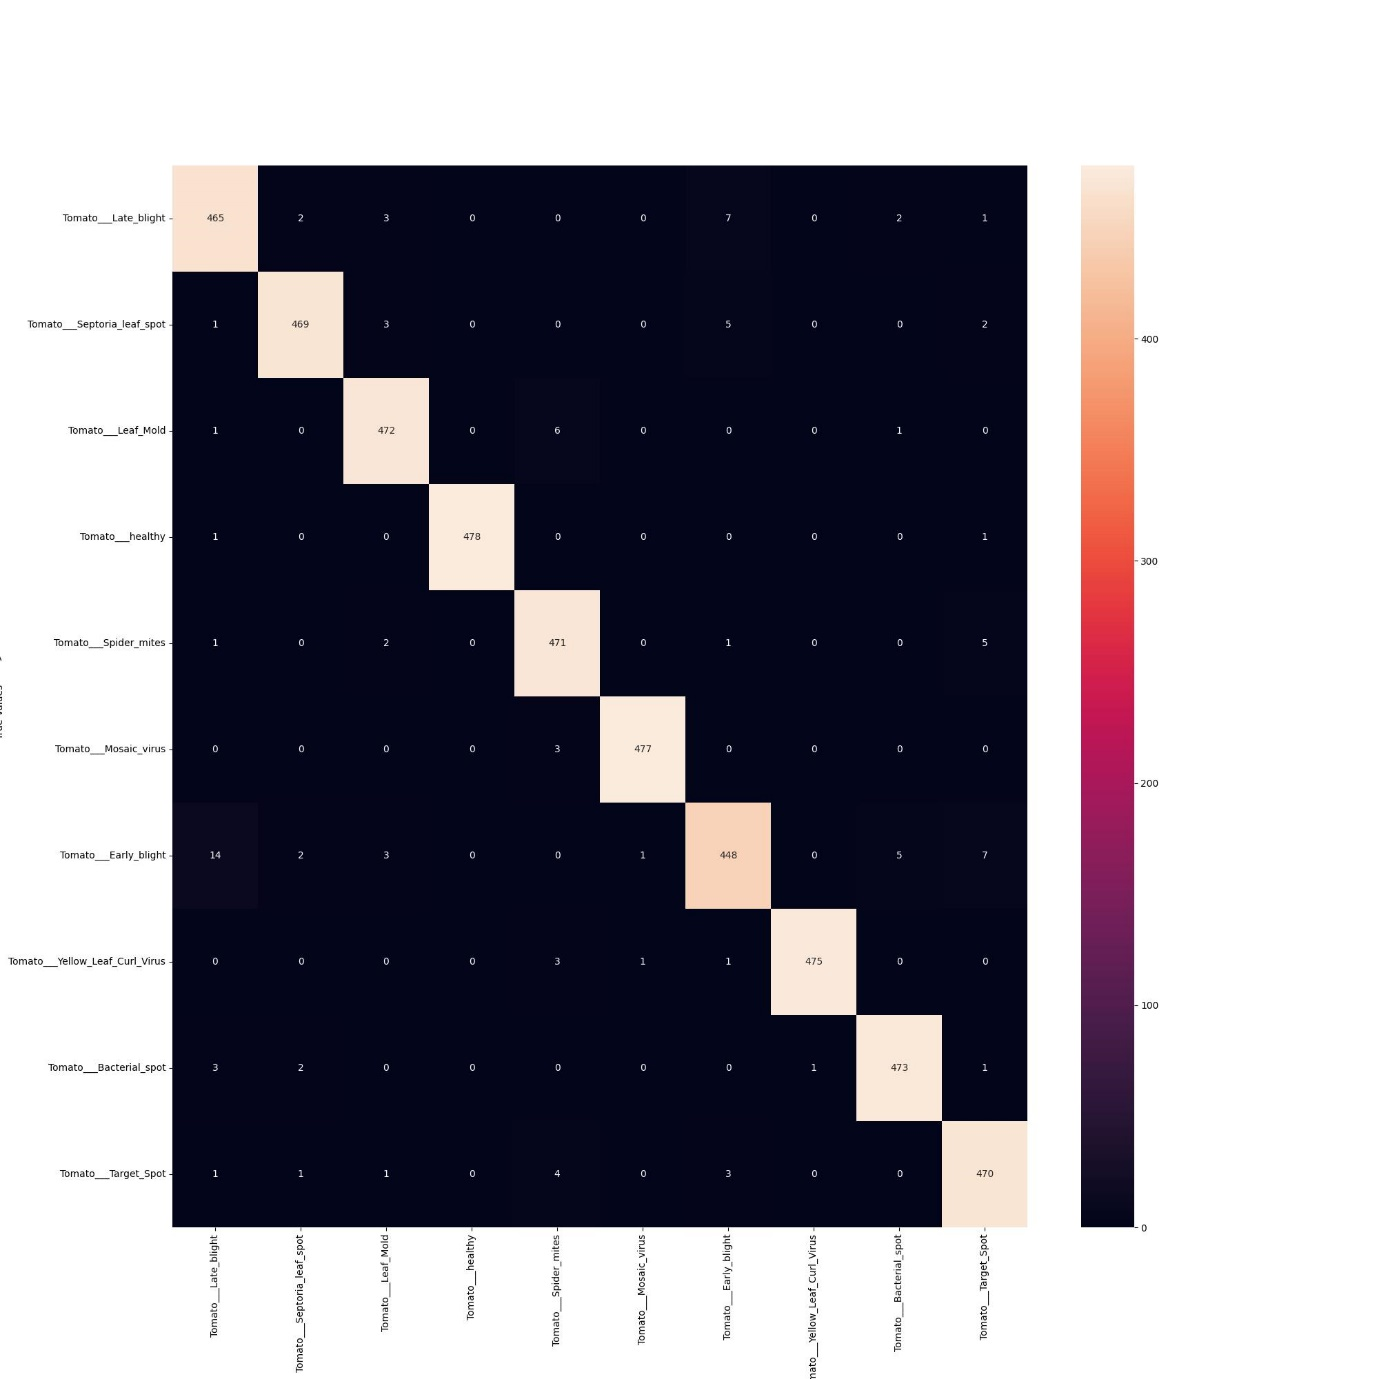 Tomato___Late_blight 465 2 3 0 0 0 7 0 2 1
Tomato___Septoria_leaf_spot 1 469 3 0 0 0 5 0 0 2
400
Tomato___Leaf_Mold 1 0 472 0 6 0 0 0 1 0
Tomato___healthy 1 0 0 478 0 0 0 0 0 1
300
Tomato___Spider_mites 1 0 2 0 471 0 1 0 0 5
Tomato___Mosaic_virus 0 0 0 0 3 477 0 0 0 0
200
Tomato___Early_blight 14 2 3 0 0 1 448 0 5 7
Tomato___Yellow_Leaf_Curl_Virus 0 0 0 0 3 1 1 475 0 0
100
Tomato___Bacterial_spot 3 2 0 0 0 0 0 1 473 1
Tomato___Target_Spot 1 1 1 0 4 0 3 0 0 470
0
Tomato___Late_blight
Tomato___Septoria_leaf_spot
Tomato___Leaf_Mold
Tomato___healthy
Tomato___Spider_mites
Tomato___Mosaic_virus
Tomato___Early_blight
mato___Yellow_Leaf_Curl_Virus
Tomato___Bacterial_spot
Tomato___Target_Spot